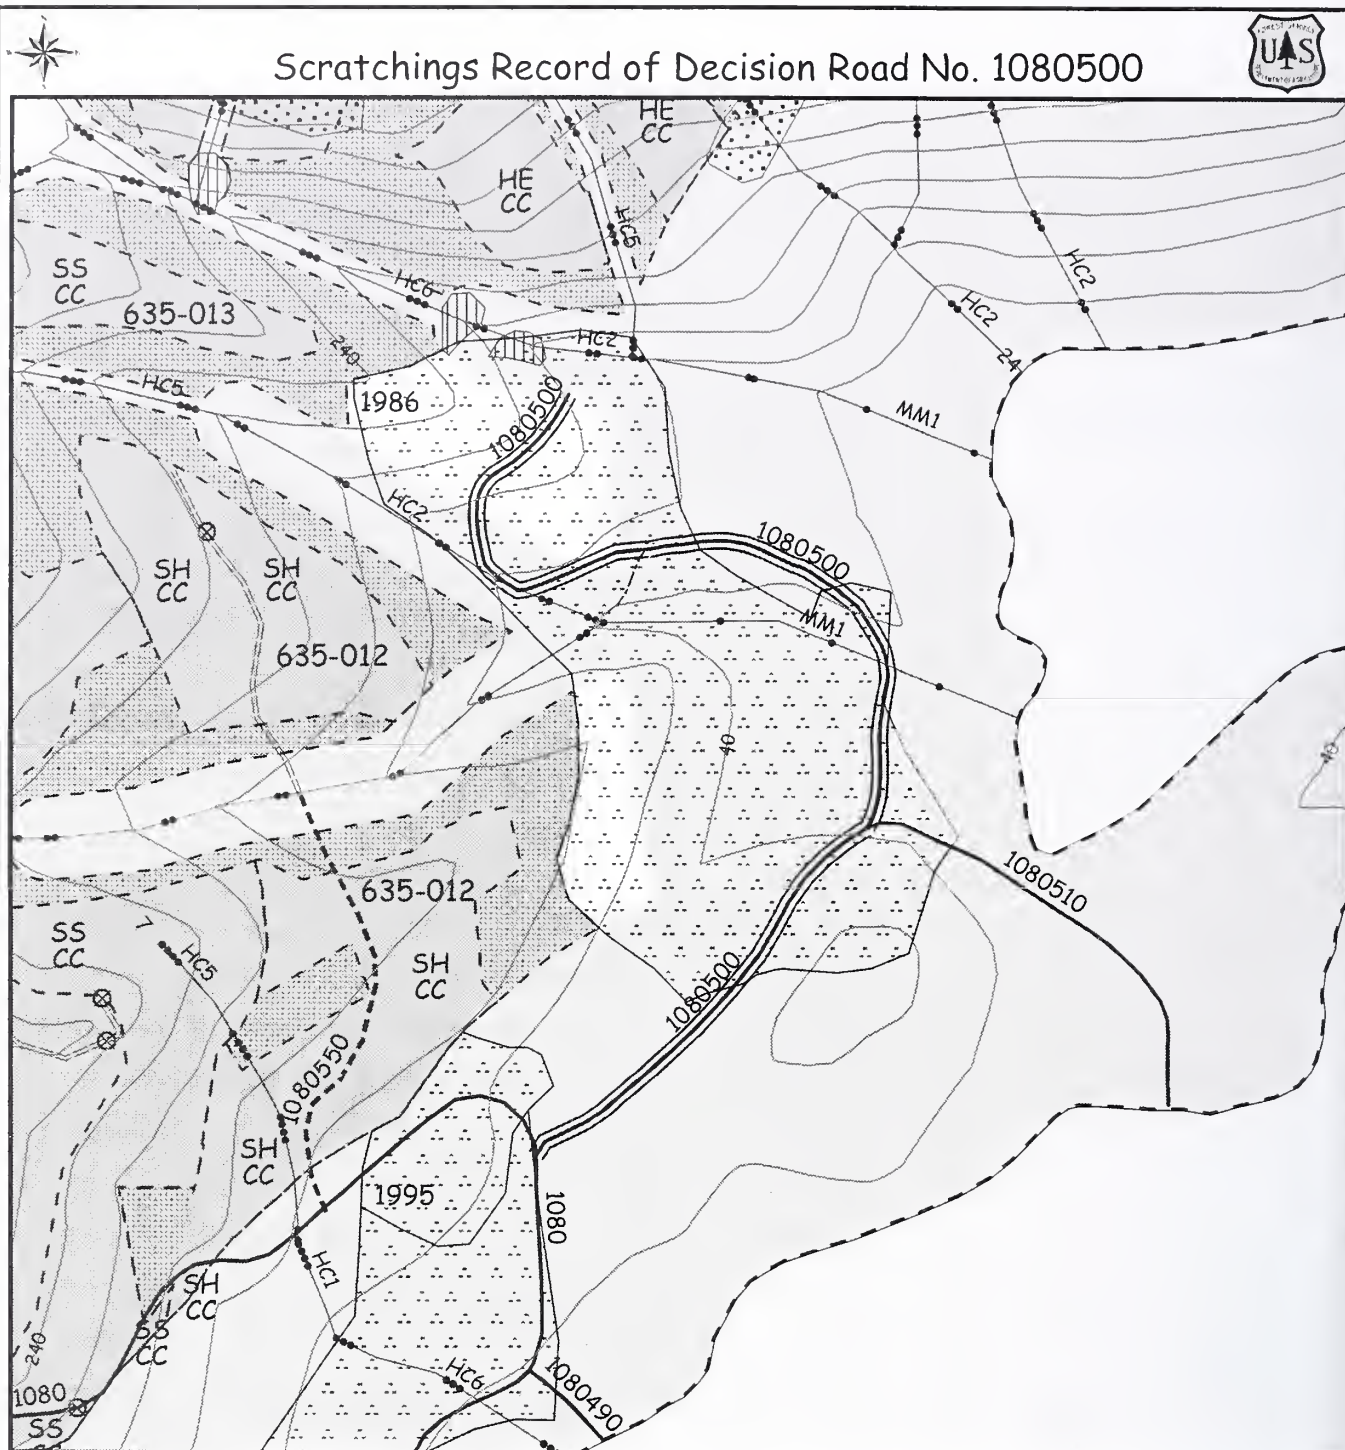 Scratchings Record of Decision Road No. 1080500
US
HE
CC
HE
CC
HC5
SS
CC
635-013
HC6
HC2
HC2
HC2
240
24
HC5
1986
1080500
MM1
HC2
1080500
SH
CC
SH
CC
MM1
635-012
40
40
1080510
635-012
SS
CC
7
HC5
SH
CC
1080500
1080550
SH
CC
1995
1080
HC1
SH
CC
SS
CC
240
1080
HC6
1080490
SS